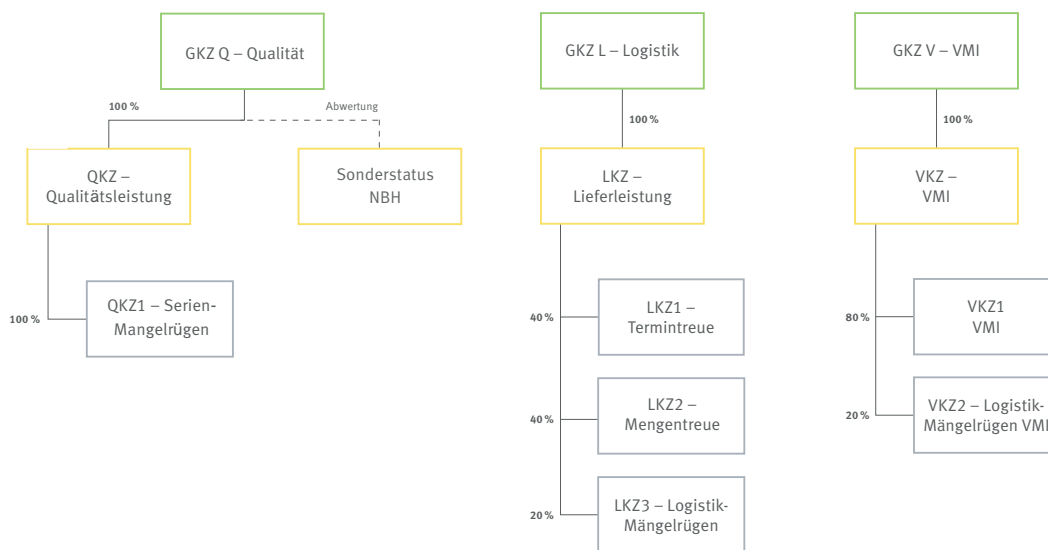 GKZ Q – Qualität
100 %
Abwertung
QKZ –
Qualitätsleistung
Sonderstatus
NBH
100 %
QKZ1 – Serien-
Mangelrügen
GKZ L – Logistik
100 %
LKZ –
Lieferleistung
40 %
LKZ1 –
Termintreue
40 %
LKZ2 –
Mengentreue
20 %
LKZ3 – Logistik-
Mängelrügen
GKZ V – VMI
100 %
VKZ –
VMI
80 %
VKZ1
VMI
20 %
VKZ2 – Logistik-
Mängelrügen VMI